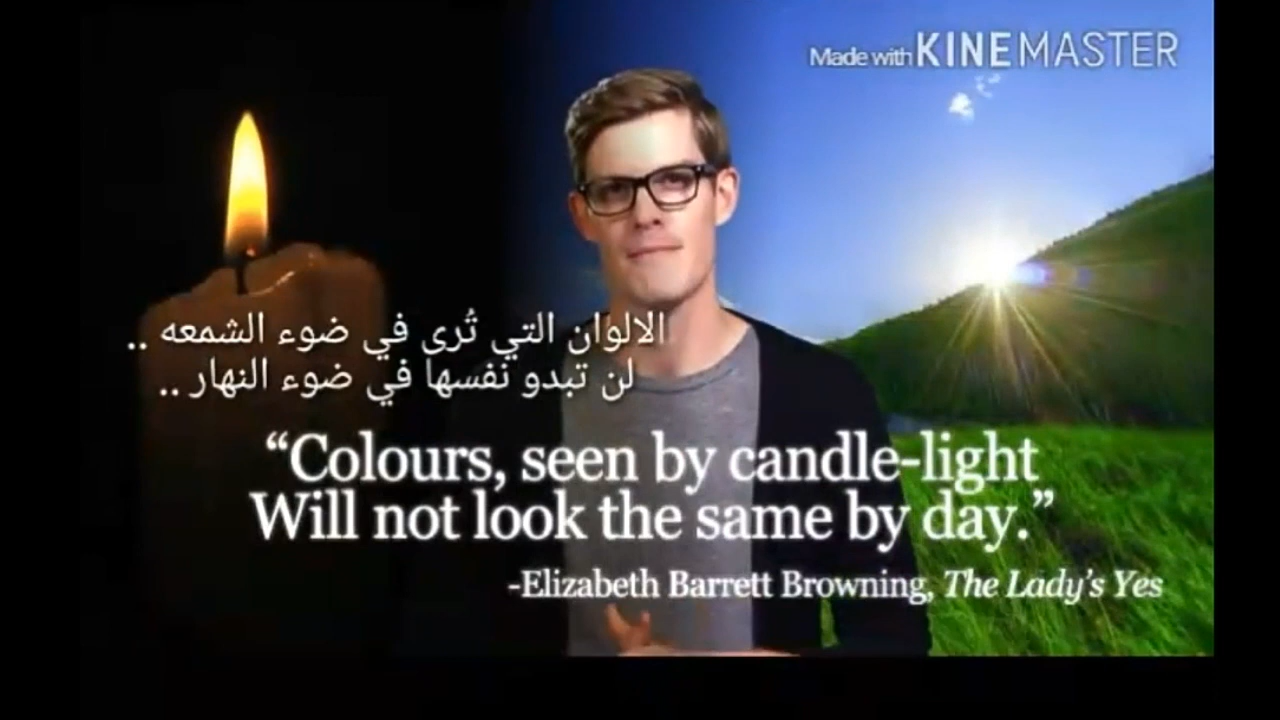 Made with KINEMASTER
الالوان التي تُرى في ضوء الشمعه ..
لن تبدو نفسها في ضوء النهار ..
“Colours, seen by candle-light
Will not look the same by day.”
-Elizabeth Barrett Browning, The Lady’s Yes